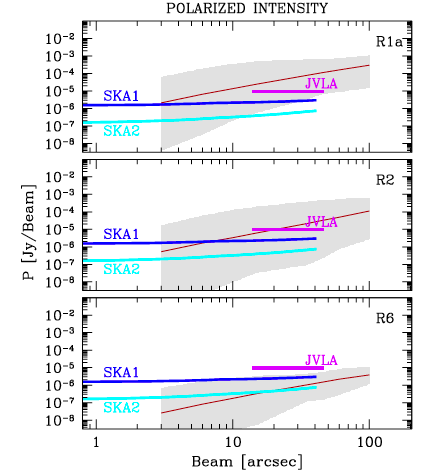 POLARIZED INTENSITY
R1a
10⁻²
10⁻³
10⁻⁴
10⁻⁵
10⁻⁶
10⁻⁷
10⁻⁸
JVLA
SKA1
SKA2
R2
10⁻²
10⁻³
10⁻⁴
10⁻⁵
10⁻⁶
10⁻⁷
10⁻⁸
JVLA
SKA1
SKA2
P [Jy/Beam]
R6
10⁻²
10⁻³
10⁻⁴
10⁻⁵
10⁻⁶
10⁻⁷
10⁻⁸
JVLA
SKA1
SKA2
1 10 100
Beam [arcsec]